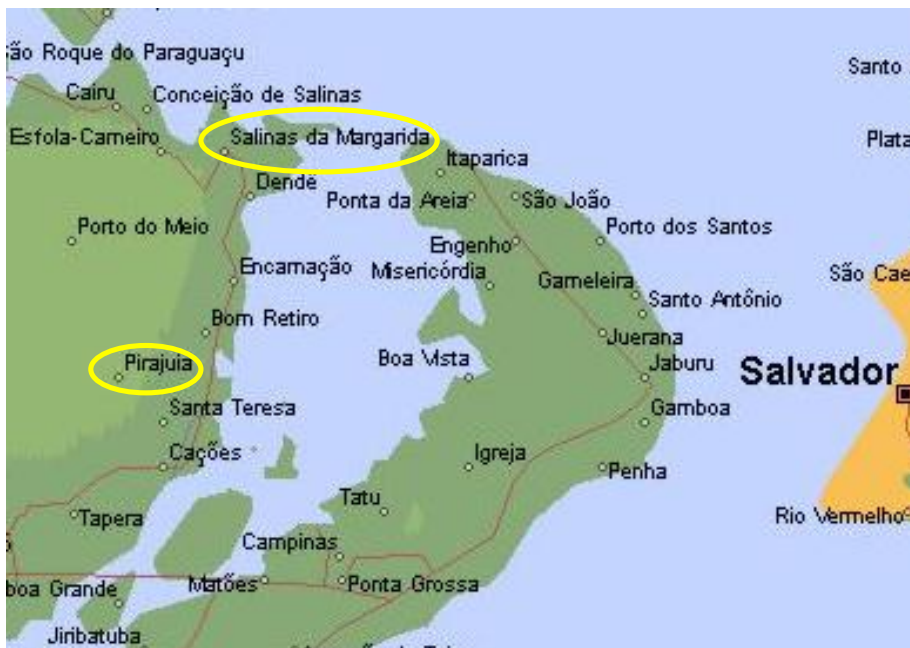 São Roque do Paraguaçu
Santo
Cairu
Conceição de Salinas
Esfola-Carneiro
Salinas da Margarida
Plata
Itaparica
Dendê
Ponta da Areia
São João
Porto do Meio
Porto dos Santos
Engenho
Misericórdia
Encarnação
Gameleira
São Cae
Santo Antônio
Bom Retiro
Juerana
Pirajuia
Boa Vista
Jaburu
Salvador
Santa Teresa
Gamboa
Cações
Igreja
Penha
Tatu
Tapera
Rio Vermelho
Campinas
boa Grande
Matões
Ponta Grossa
Jiribatuba